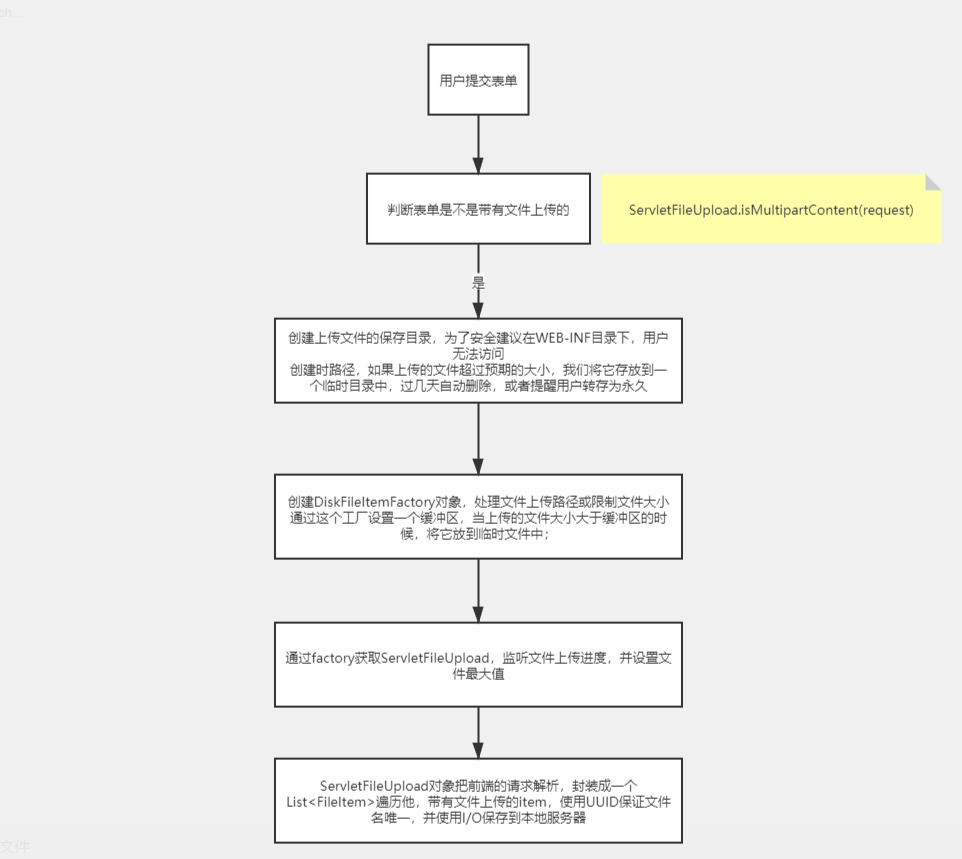 ch...
用户提交表单
判断表单是不是带有文件上传的
ServletFileUpload.isMultipartContent(request)
是
创建上传文件的保存目录，为了安全建议在WEB-INF目录下，用户
无法访问
创建时路径，如果上传的文件超过预期的大小，我们将它存放到一
个临时目录中，过几天自动删除，或者提醒用户转存为永久
创建DiskFileItemFactory对象，处理文件上传路径或限制文件大小
通过这个工厂设置一个缓冲区，当上传的文件大小大于缓冲区的时
候，将它放到临时文件中；
通过factory获取ServletFileUpload，监听文件上传进度，并设置文
件最大值
ServletFileUpload对象把前端的请求解析，封装成一个
List<FileItem>遍历他，带有文件上传的item，使用UUID保证文件
名唯一，并使用I/O保存到本地服务器
文件